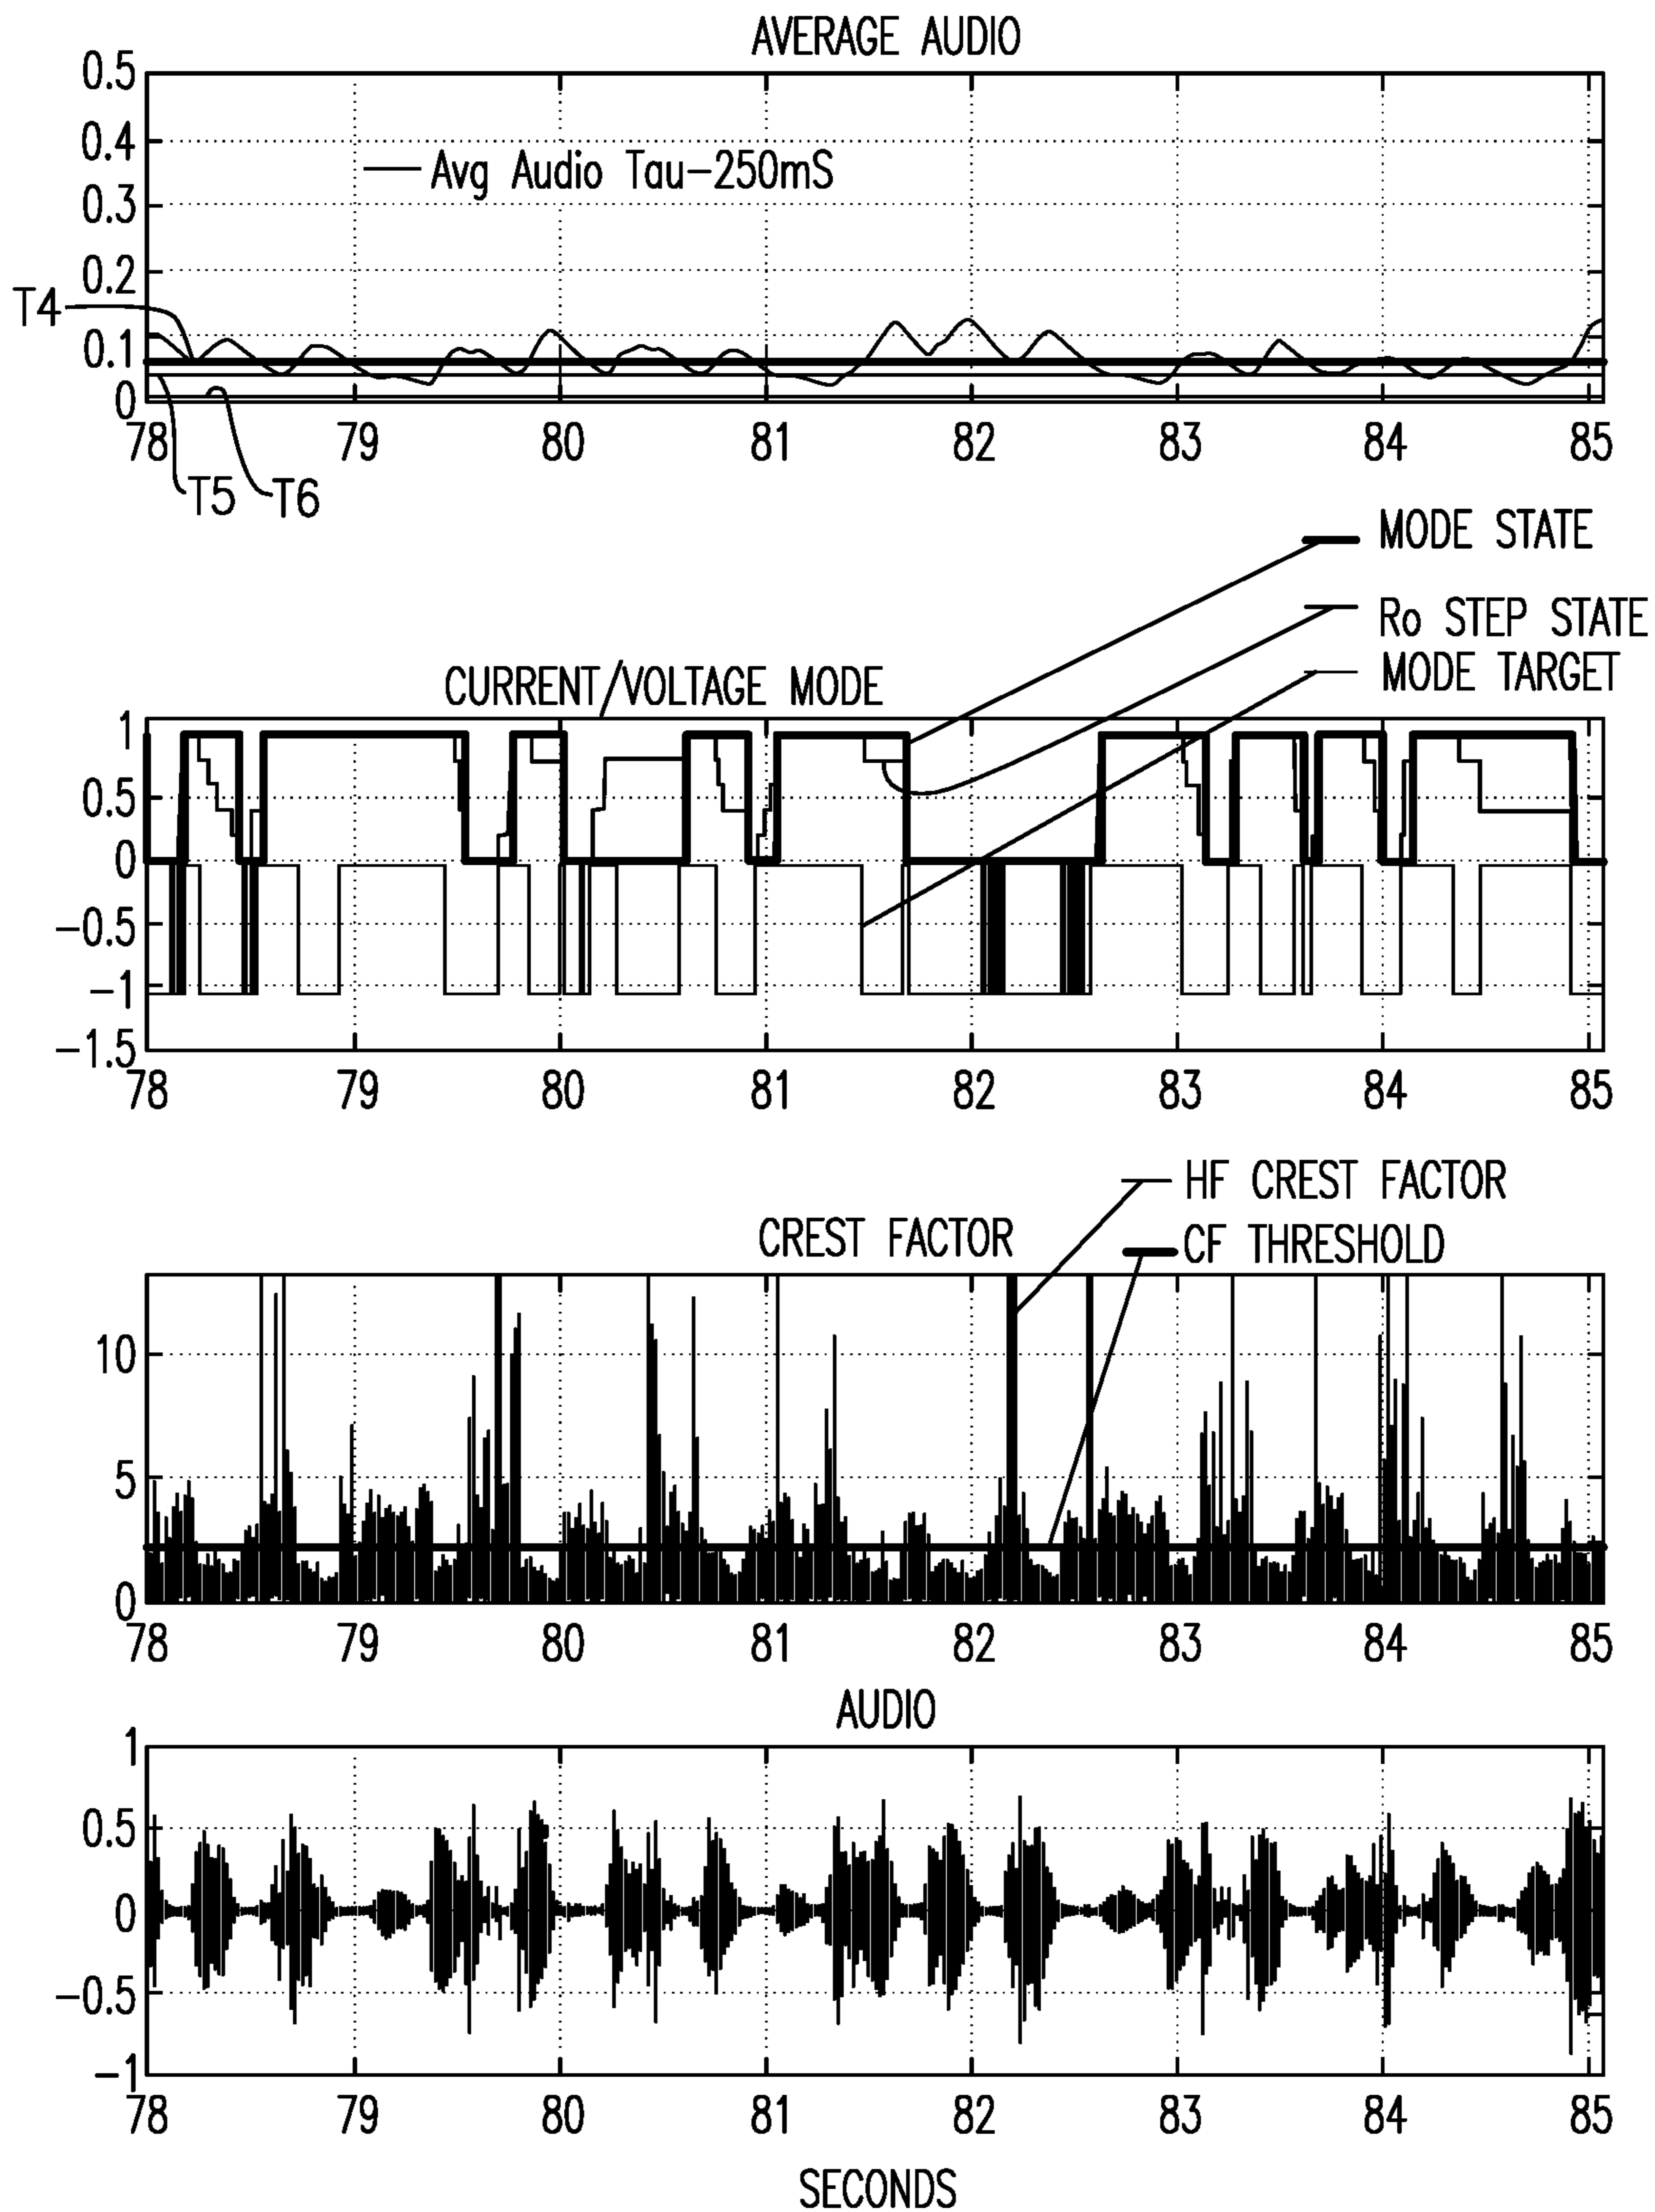 AVERAGE AUDIO
0.5
0.4
Avg Audio Tau-250mS
0.3
0.2
T4
0.1
0
78 79 80 81 82 83 84 85
T5 T6
MODE STATE
Ro STEP STATE
MODE TARGET
CURRENT/VOLTAGE MODE
1
0.5
0
-0.5
-1
-1.5
78 79 80 81 82 83 84 85
HF CREST FACTOR
CF THRESHOLD
CREST FACTOR
10
5
0
78 79 80 81 82 83 84 85
AUDIO
1
0.5
0
-0.5
-1
78 79 80 81 82 83 84 85
SECONDS